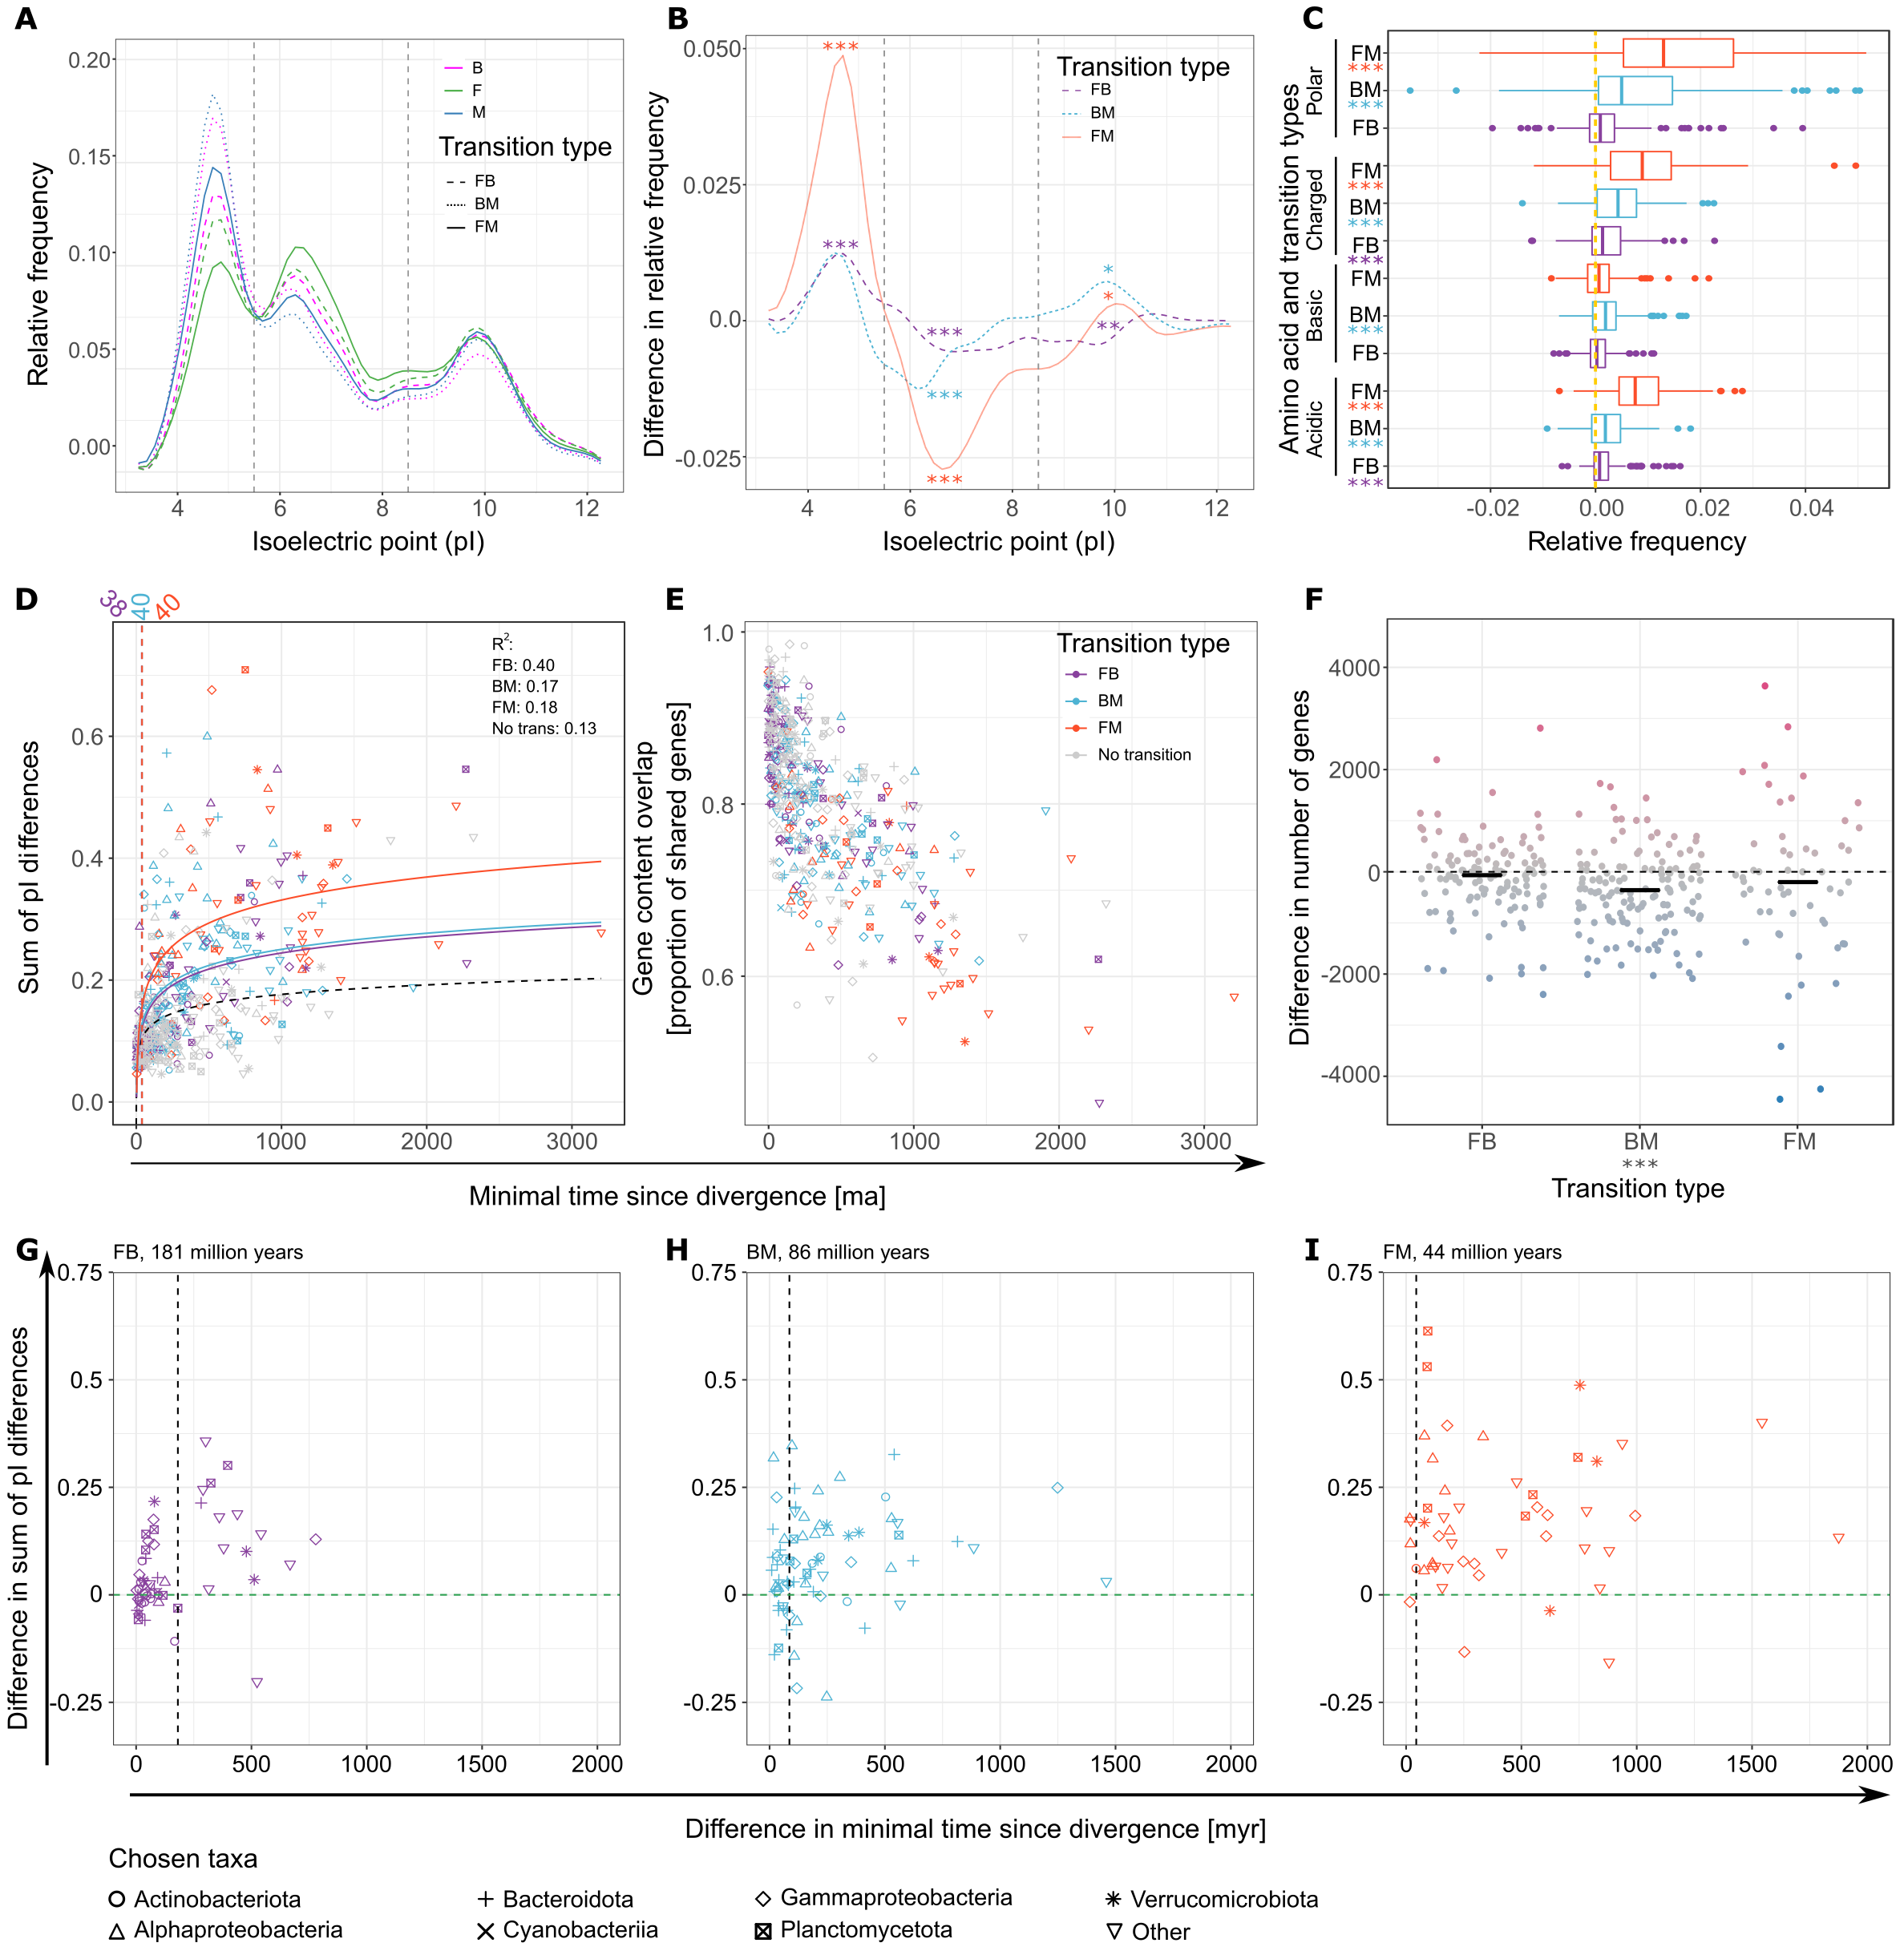 A
0.20
0.15
0.10
0.05
0.00
Relative frequency
B
F
M
Transition type
FB
BM
FM
4
6
8
10
12
Isoelectric point (pI)
B
0.050
0.025
0.0
-0.025
Difference in relative frequency
Transition type
FB
BM
FM
***
***
***
***
***
**
*
*
4
6
8
10
12
Isoelectric point (pI)
C
Amino acid and transition types
Polar
FM
***
BM
***
FB
Charged
FM
***
BM
***
FB
***
Basic
FM
BM
***
FB
Acidic
FM
***
BM
***
FB
***
-0.02
0.00
0.02
0.04
Relative frequency
D
38
40
40
R2:
FB: 0.40
BM: 0.17
FM: 0.18
No trans: 0.13
0.6
0.4
0.2
0.0
Sum of pI differences
0
1000
2000
3000
E
1.0
0.8
0.6
Gene content overlap
[proportion of shared genes]
Transition type
FB
BM
FM
No transition
0
1000
2000
3000
Minimal time since divergence [ma]
F
4000
2000
0
-2000
-4000
Difference in number of genes
FB
BM
FM
***
Transition type
G
FB, 181 million years
0.75
0.5
0.25
0
-0.25
Difference in sum of pI differences
0
500
1000
1500
2000
H
BM, 86 million years
0.75
0.5
0.25
0
-0.25
0
500
1000
1500
2000
I
FM, 44 million years
0.75
0.5
0.25
0
-0.25
0
500
1000
1500
2000
Difference in minimal time since divergence [myr]
Chosen taxa
Actinobacteriota
Bacteroidota
Gammaproteobacteria
Verrucomicrobiota
Alphaproteobacteria
Cyanobacteriia
Planctomycetota
Other